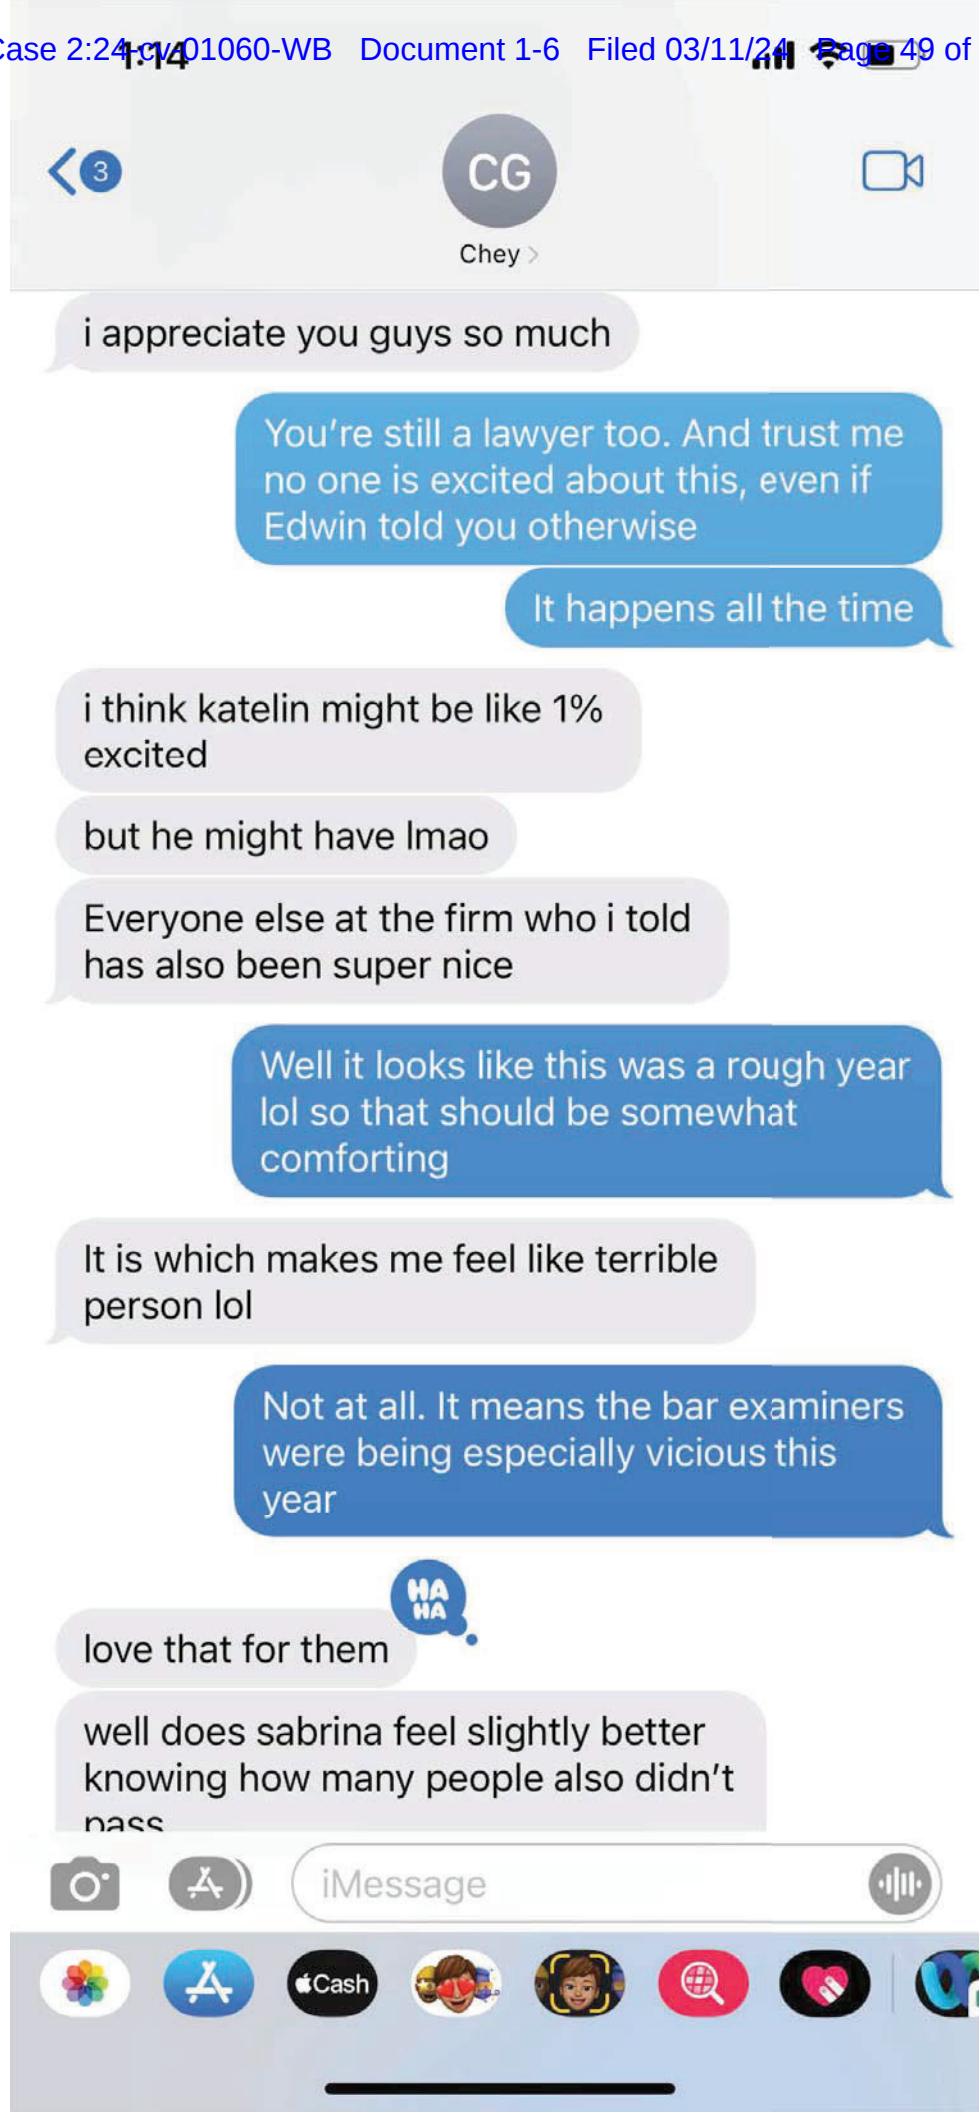 Case 2:24-cv-01060-WB Document 1-6 Filed 03/11/24 Page 49 of
1:14
3
CG
Chey
i appreciate you guys so much
You're still a lawyer too. And trust me
no one is excited about this, even if
Edwin told you otherwise
It happens all the time
i think katelin might be like 1%
excited
but he might have lmao
Everyone else at the firm who i told
has also been super nice
Well it looks like this was a rough year
lol so that should be somewhat
comforting
It is which makes me feel like terrible
person lol
Not at all. It means the bar examiners
were being especially vicious this
year
HA
HA
love that for them
well does sabrina feel slightly better
knowing how many people also didn't
pass
iMessage
Cash